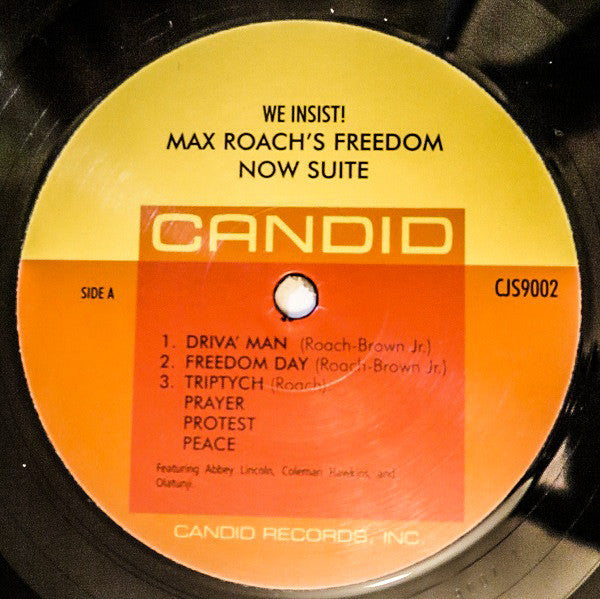 WE INSIST!
MAX ROACH'S FREEDOM
NOW SUITE
CANDID
SIDE A
CJS9002
1. DRIVA' MAN (Roach-Brown Jr.)
2. FREEDOM DAY (Roach-Brown Jr.)
3. TRIPTYCH (Roach)
PRAYER
PROTEST
PEACE
Featuring Abbey Lincoln, Coleman Hawkins, and
Olatunji.
CANDID RECORDS, INC.